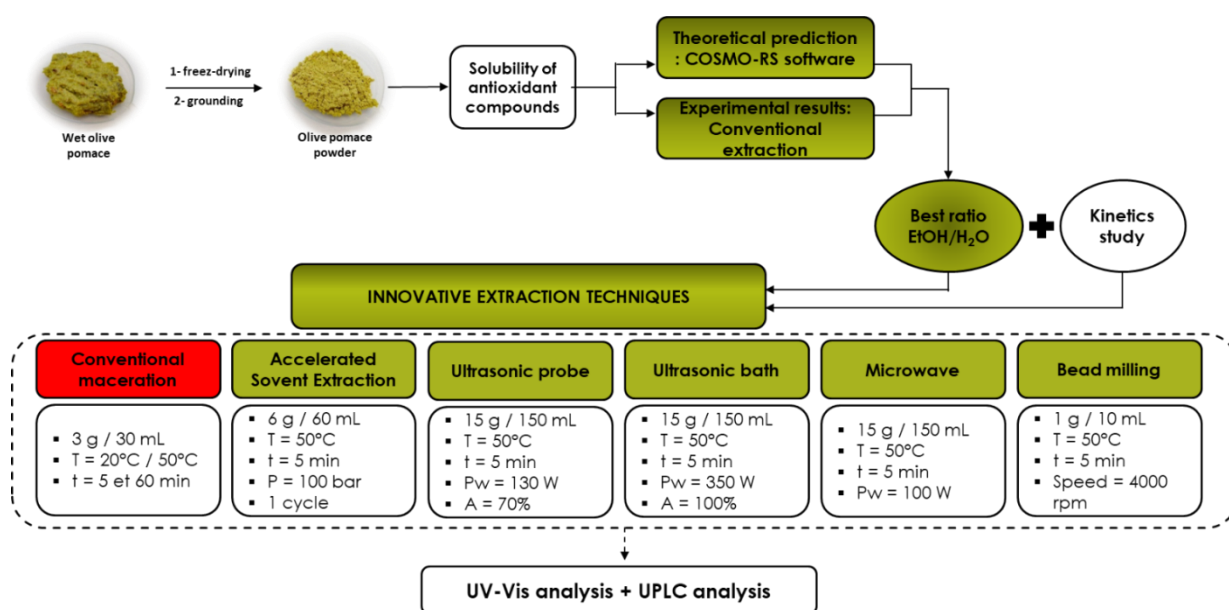 1- freez-drying
2- grounding
Wet olive
pomace
Olive pomace
powder
Solubility of
antioxidant
compounds
Theoretical prediction
: COSMO-RS software
Experimental results:
Conventional
extraction
Best ratio
EtOH/H₂O
Kinetics
study
INNOVATIVE EXTRACTION TECHNIQUES
Conventional
maceration
▪ 3 g / 30 mL
▪ T = 20°C / 50°C
▪ t = 5 et 60 min
Accelerated
Sovent Extraction
▪ 6 g / 60 mL
▪ T = 50°C
▪ t = 5 min
▪ P = 100 bar
▪ 1 cycle
Ultrasonic probe
▪ 15 g / 150 mL
▪ T = 50°C
▪ t = 5 min
▪ Pw = 130 W
▪ A = 70%
Ultrasonic bath
▪ 15 g / 150 mL
▪ T = 50°C
▪ t = 5 min
▪ Pw = 350 W
▪ A = 100%
Microwave
▪ 15 g / 150 mL
▪ T = 50°C
▪ t = 5 min
▪ Pw = 100 W
Bead milling
▪ 1 g / 10 mL
▪ T = 50°C
▪ t = 5 min
▪ Speed = 4000
rpm
UV-Vis analysis + UPLC analysis